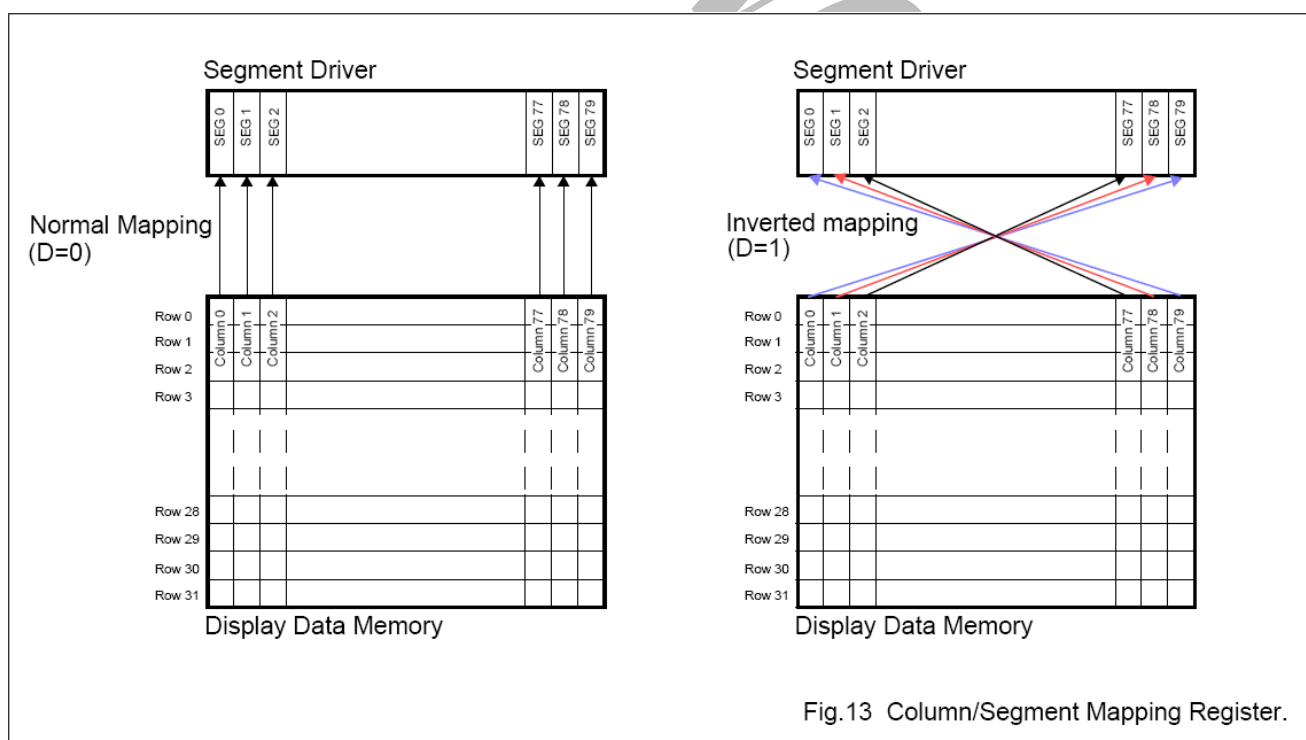 Segment Driver
SEG 0
SEG 1
SEG 2
SEG 77
SEG 78
SEG 79
Normal Mapping
(D=0)
Row 0
Row 1
Row 2
Row 3
Row 28
Row 29
Row 30
Row 31
Column 0
Column 1
Column 2
Column 77
Column 78
Column 79
Display Data Memory
Segment Driver
SEG 0
SEG 1
SEG 2
SEG 77
SEG 78
SEG 79
Inverted mapping
(D=1)
Row 0
Row 1
Row 2
Row 3
Row 28
Row 29
Row 30
Row 31
Column 0
Column 1
Column 2
Column 77
Column 78
Column 79
Display Data Memory
Fig.13 Column/Segment Mapping Register.